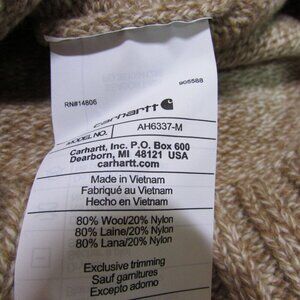 RN#14806
905588
carhartt
MODEL NO.
AH6337-M
Carhartt, Inc. P.O. Box 600
Dearborn, MI 48121 USA
carhartt.com
Made in Vietnam
Fabriqué au Vietnam
Hecho en Vietnam
80% Wool/20% Nylon
80% Laine/20% Nylon
80% Lana/20% Nylon
Exclusive trimming
Sauf garnitures
Excepto adorno